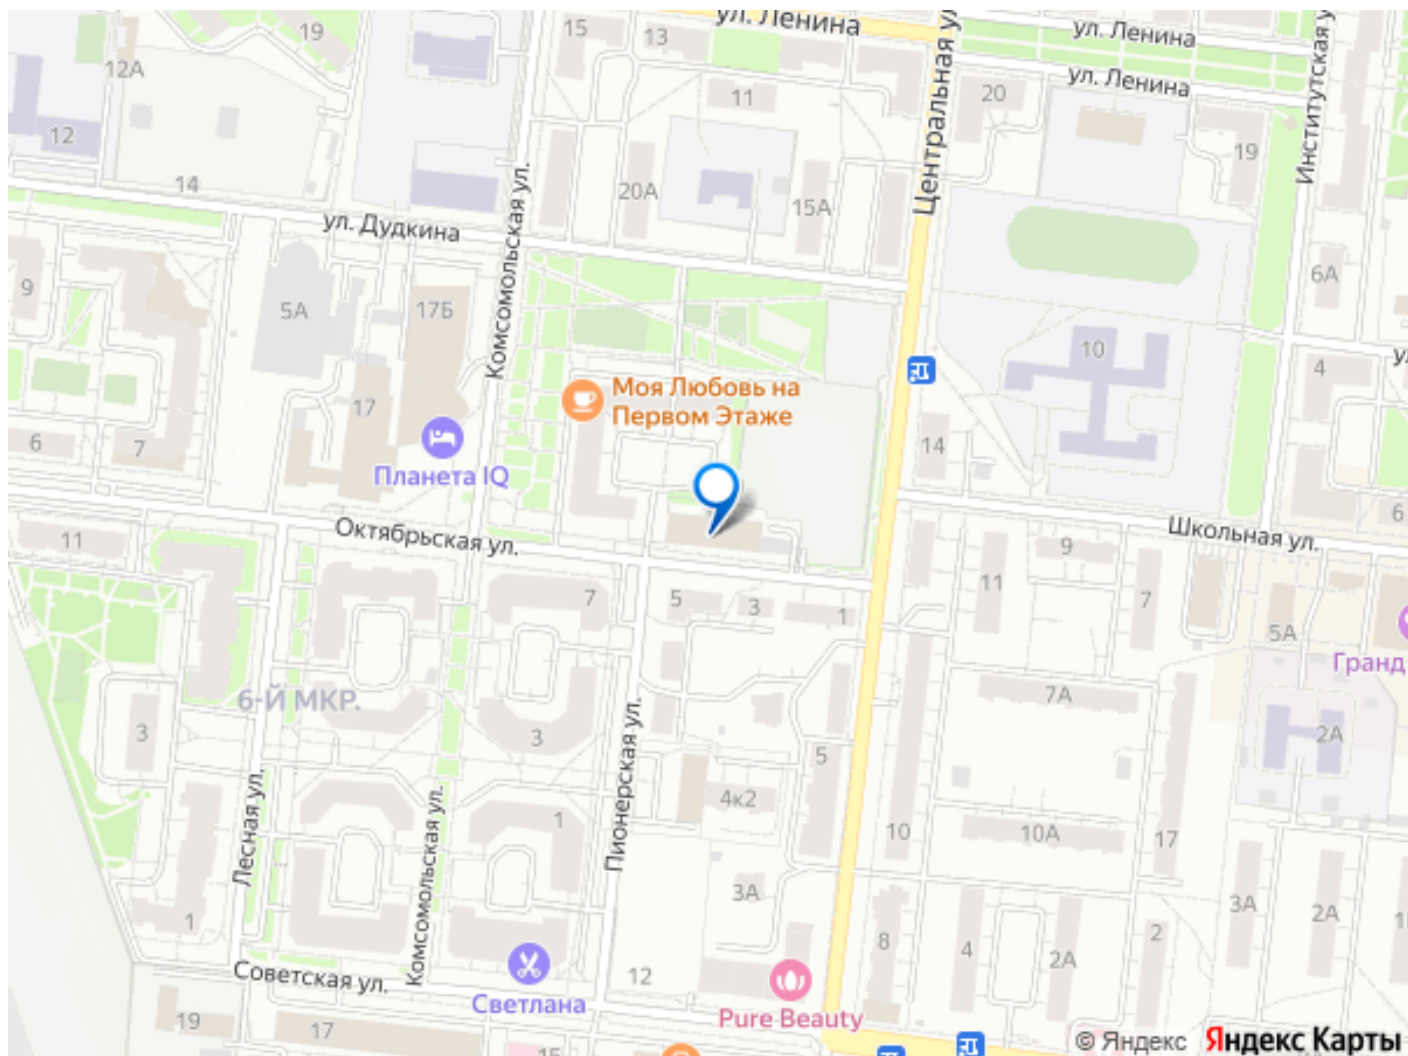 ул. Ленина
ул. Ленина
ул. Ленина
Центральная ул.
Институтская у
19
15
13
11
20
12А
12
14
20А
15А
19
ул. Дудкина
Комсомольская ул.
9
5А
17Б
6А
10
4
17
Моя Любовь на
Первом Этаже
6
7
Планета IQ
14
6
11
Октябрьская ул.
Школьная ул.
9
7
5
3
1
11
7
5А
Гранд
6-Й МКР.
7А
3
3
Пионерская ул.
5
2А
4к2
Лесная ул.
Комсомольская ул.
1
10
10А
17
1
3А
8
4
2А
2
3А
2А
Советская ул.
Светлана
12
Pure Beauty
19
17
15
© Яндекс Яндекс Карты